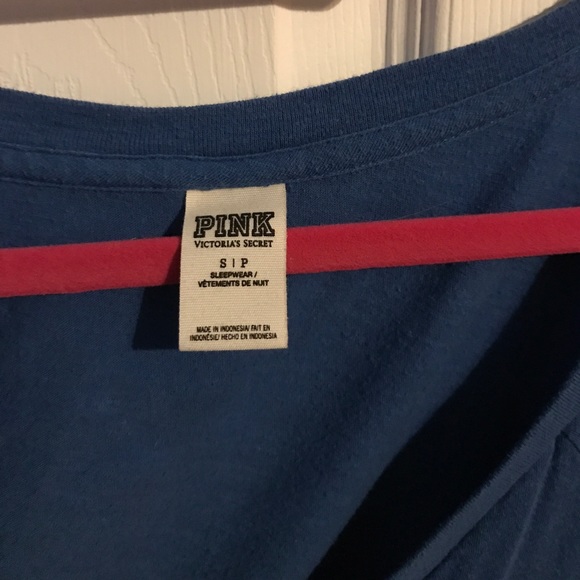 PINK
VICTORIA'S SECRET
S | P
SLEEPWEAR /
VÊTEMENTS DE NUIT
MADE IN INDONESIA/ FAIT EN
INDONÉSIE/ HECHO EN INDONESIA